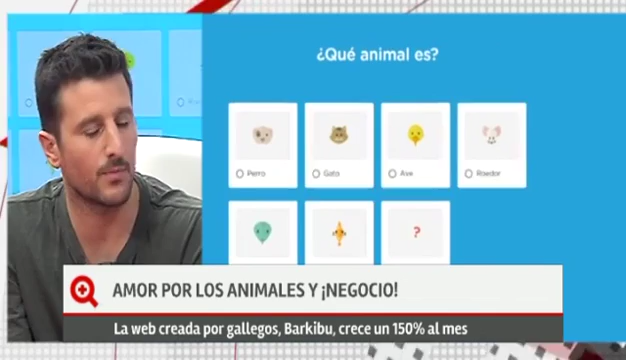 ¿Qué animal es?
Perro
Gato
Ave
Roedor
?
AMOR POR LOS ANIMALES Y ¡NEGOCIO!
La web creada por gallegos, Barkibu, crece un 150% al mes